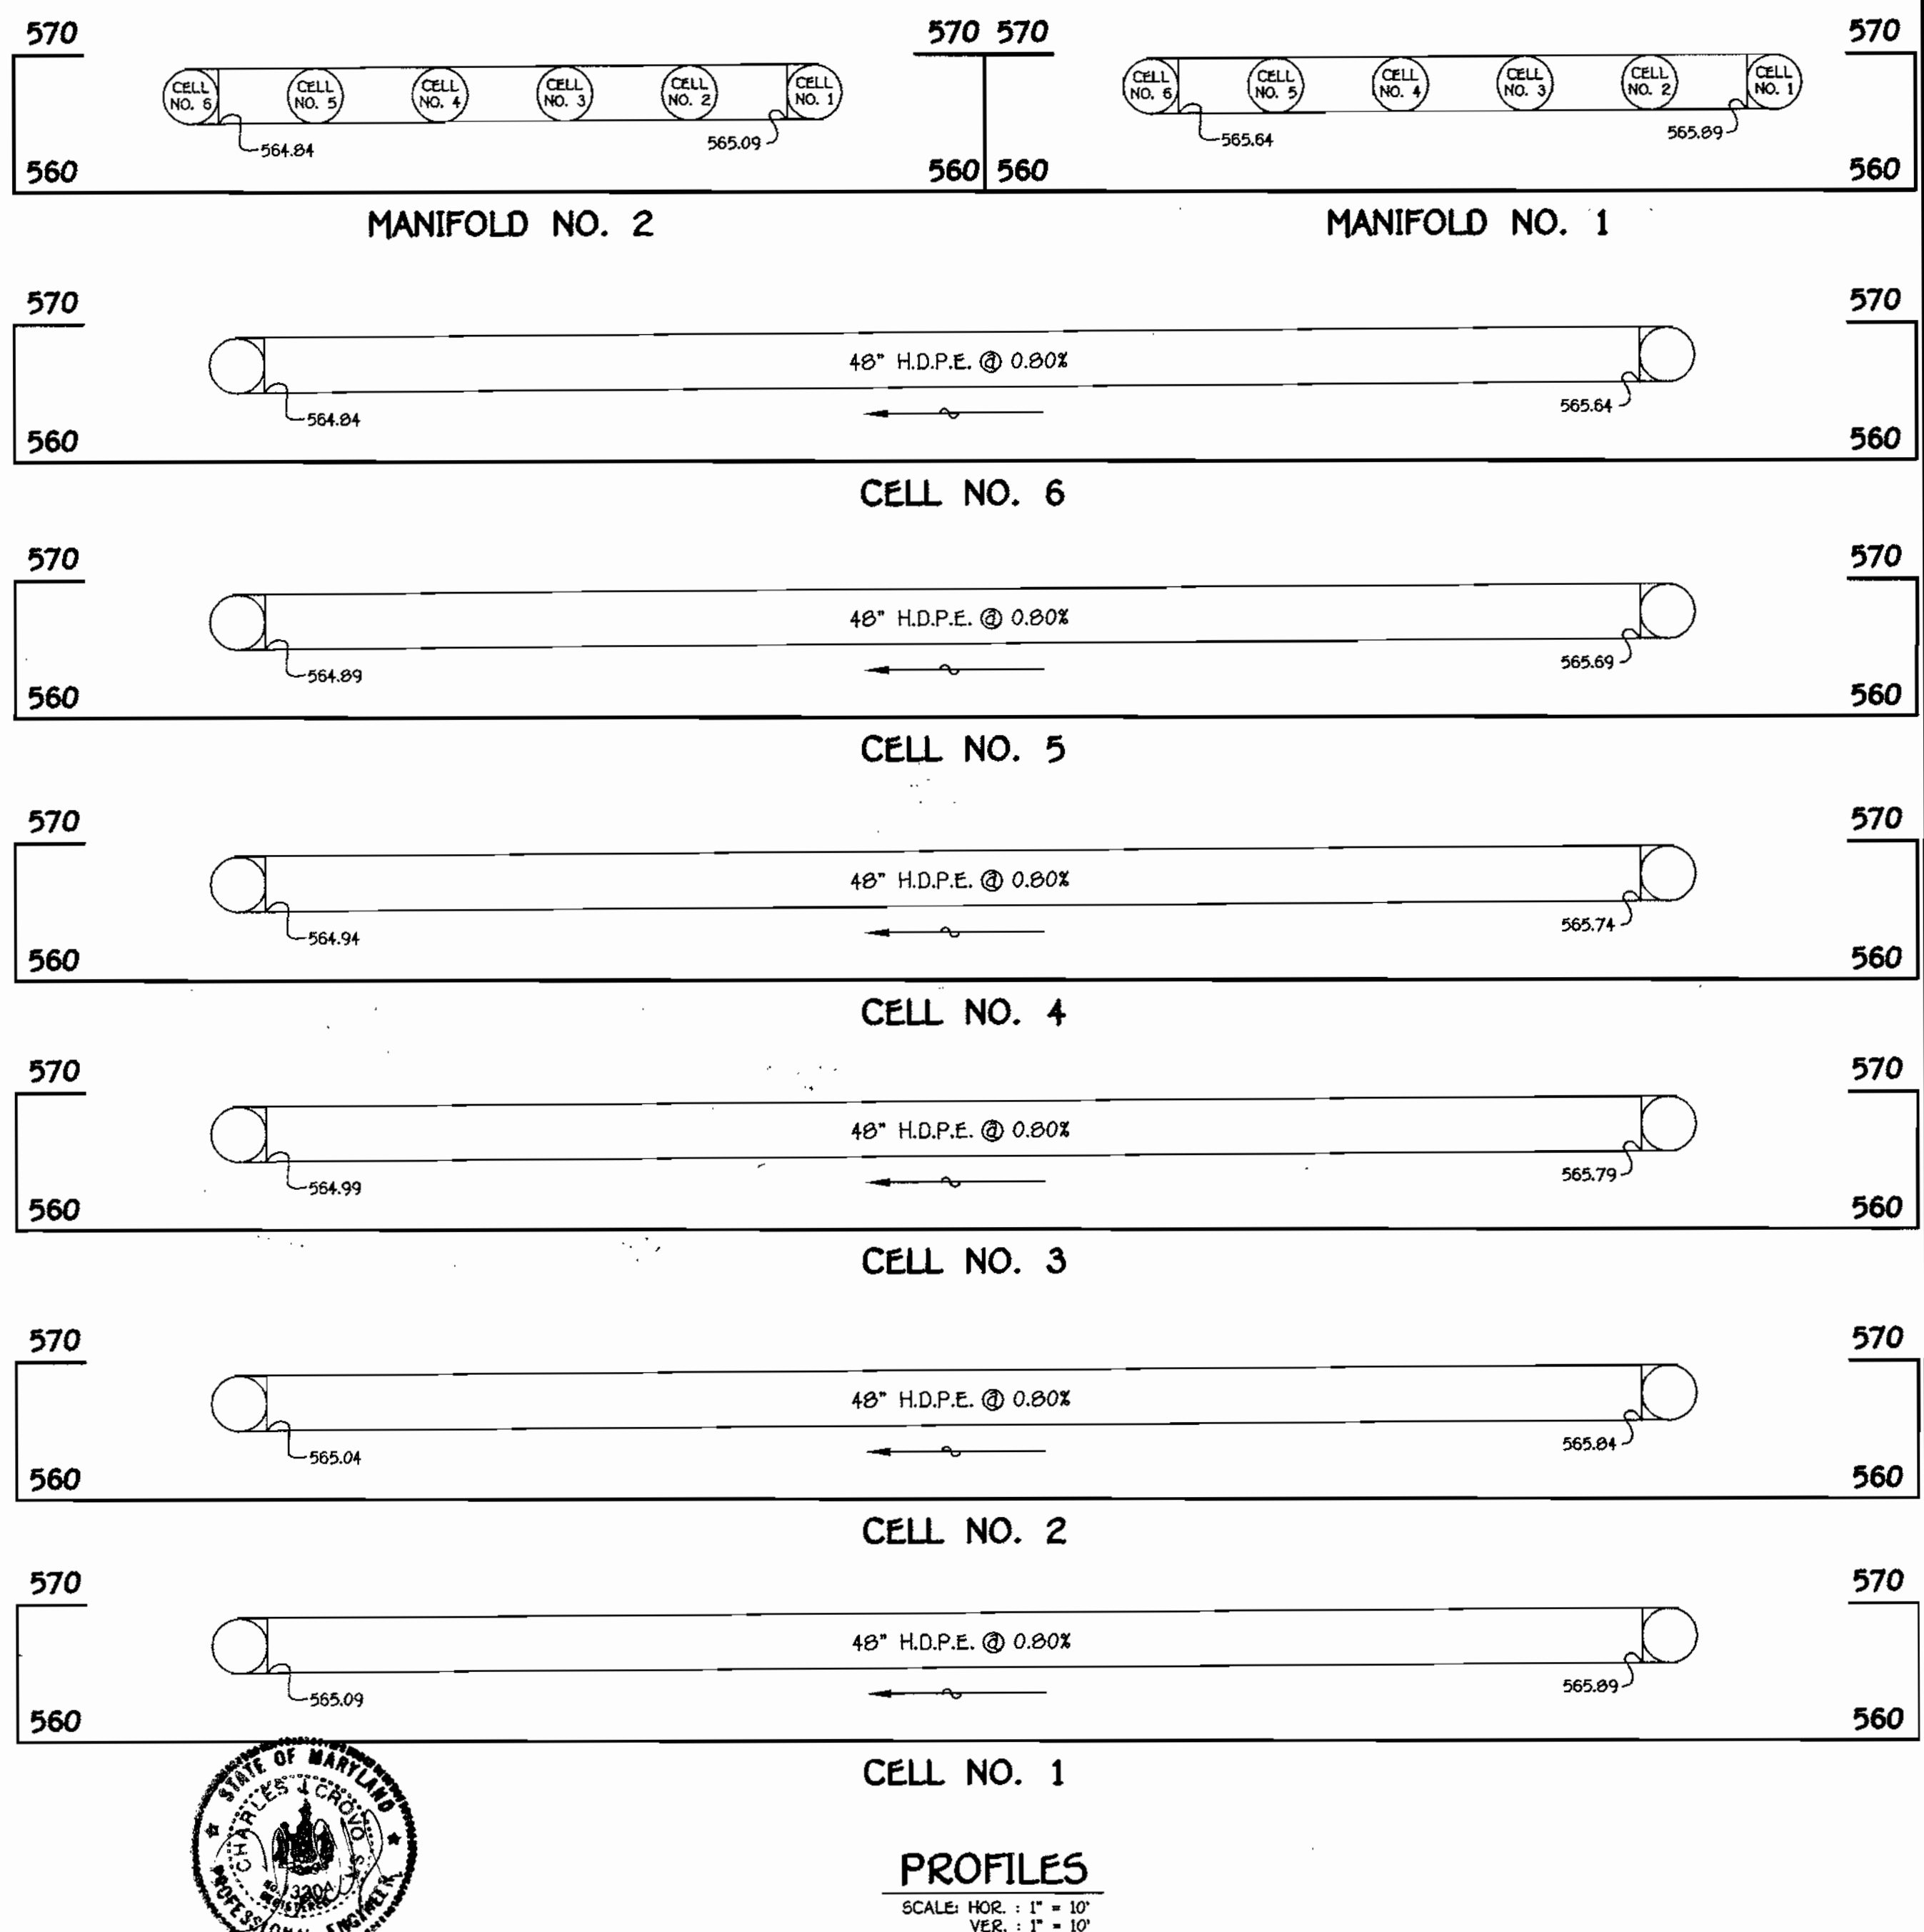 570 570 570 570
CELL NO. 6 CELL NO. 5 CELL NO. 4 CELL NO. 3 CELL NO. 2 CELL NO. 1 CELL NO. 6 CELL NO. 5 CELL NO. 4 CELL NO. 3 CELL NO. 2 CELL NO. 1
564.84 565.09 565.64 565.89
560 560 560 560
MANIFOLD NO. 2 MANIFOLD NO. 1
570 570
48" H.D.P.E. @ 0.80%
564.84 565.64
560 560
CELL NO. 6
570 570
48" H.D.P.E. @ 0.80%
564.89 565.69
560 560
CELL NO. 5
570 570
48" H.D.P.E. @ 0.80%
564.94 565.74
560 560
CELL NO. 4
570 570
48" H.D.P.E. @ 0.80%
564.99 565.79
560 560
CELL NO. 3
570 570
48" H.D.P.E. @ 0.80%
565.04 565.84
560 560
CELL NO. 2
570 570
48" H.D.P.E. @ 0.80%
565.09 565.89
560 560
CELL NO. 1
STATE OF MARYLAND
CHARLES J. CROVO
REGISTERED
PROFESSIONAL ENGINEER
PROFILES
SCALE: HOR. : 1" = 10'
VER. : 1" = 10'